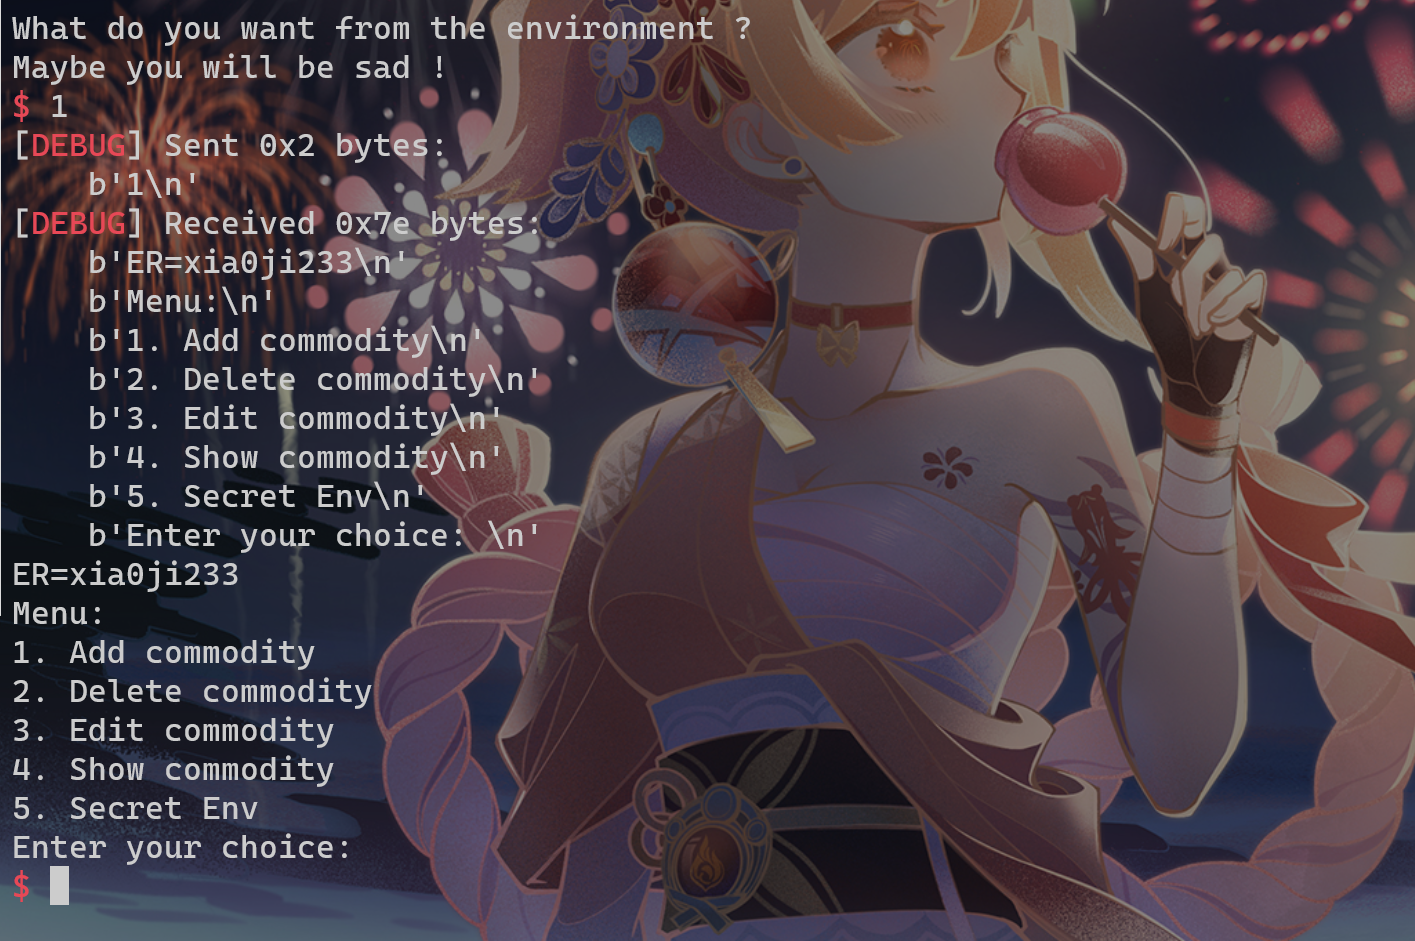 What do you want from the environment ?
Maybe you will be sad !
$ 1
[DEBUG] Sent 0x2 bytes:
    b'1\n'
[DEBUG] Received 0x7e bytes:
    b'ER=xia0ji233\n'
    b'Menu:\n'
    b'1. Add commodity\n'
    b'2. Delete commodity\n'
    b'3. Edit commodity\n'
    b'4. Show commodity\n'
    b'5. Secret Env\n'
    b'Enter your choice: \n'
ER=xia0ji233
Menu:
1. Add commodity
2. Delete commodity
3. Edit commodity
4. Show commodity
5. Secret Env
Enter your choice:
$